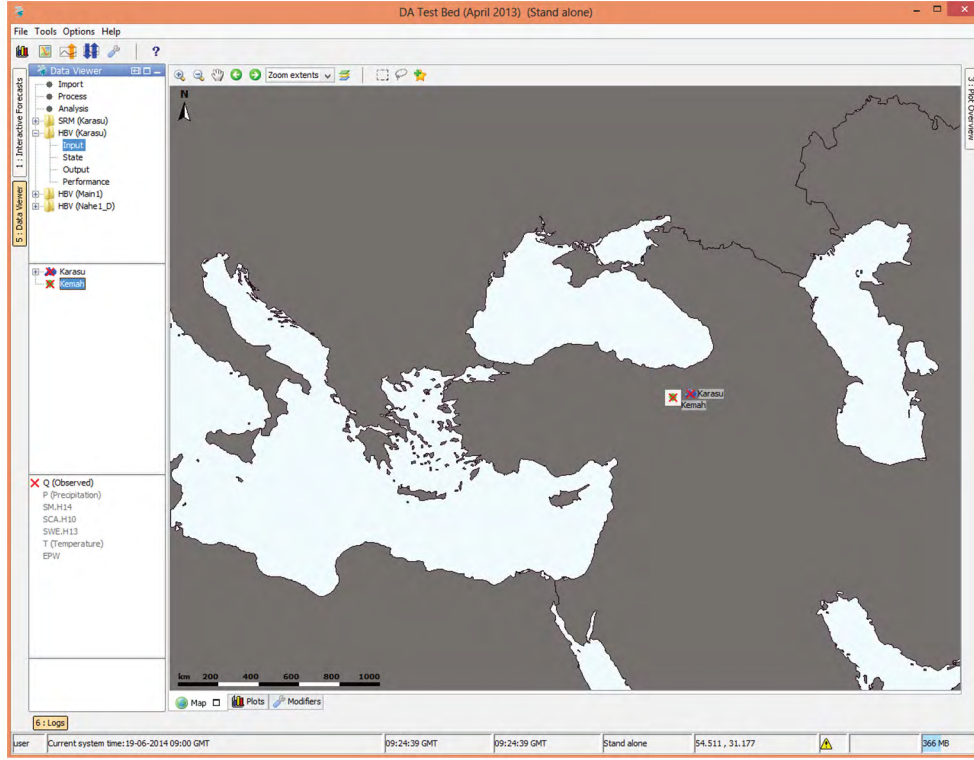 DA Test Bed (April 2013) (Stand alone)
File Tools Options Help
?
Data Viewer
Zoom extents
1 : Interactive Forecasts
5 : Data Viewer
3 : Plot Overview
Import
Process
Analysis
SRM (Karasu)
HBV (Karasu)
Input
State
Output
Performance
HBV (Main1)
HBV (Nahe1_D)
Karasu
Kemah
Q (Observed)
P (Precipitation)
SM.H14
SCA.H10
SWE.H13
T (Temperature)
EPW
N
Karasu
Kemah
km 200 400 600 800 1000
Map Plots Modifiers
6 : Logs
user Current system time:19-06-2014 09:00 GMT 09:24:39 GMT 09:24:39 GMT Stand alone 54.511 , 31.177 366 MB